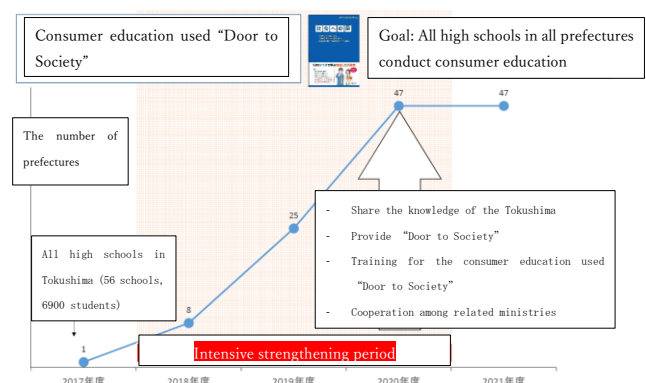 Consumer education used “Door to
Society”
Goal: All high schools in all prefectures
conduct consumer education
The number of
prefectures
47
47
25
8
1
All high schools in
Tokushima (56 schools,
6900 students)
- Share the knowledge of the Tokushima
- Provide “Door to Society”
- Training for the consumer education used
“Door to Society”
- Cooperation among related ministries
Intensive strengthening period
2017年度 2018年度 2019年度 2020年度 2021年度